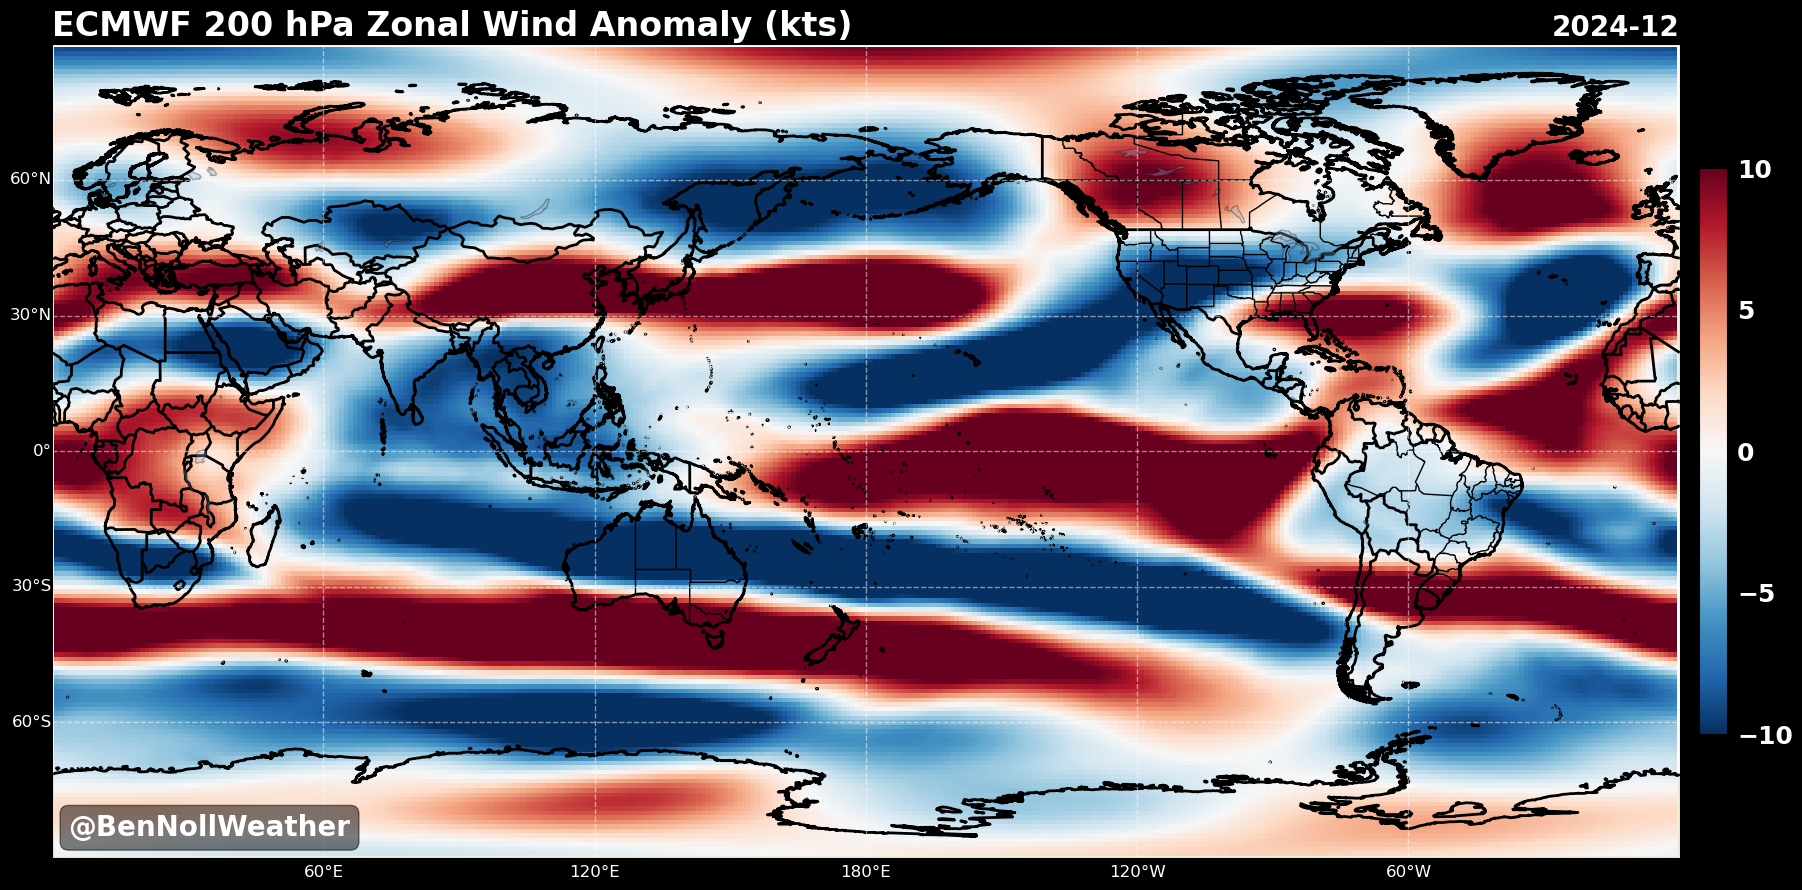 ECMWF 200 hPa Zonal Wind Anomaly (kts)
2024-12
60°N
30°N
0°
30°S
60°S
60°E
120°E
180°E
120°W
60°W
10
5
0
−5
−10
@BenNollWeather